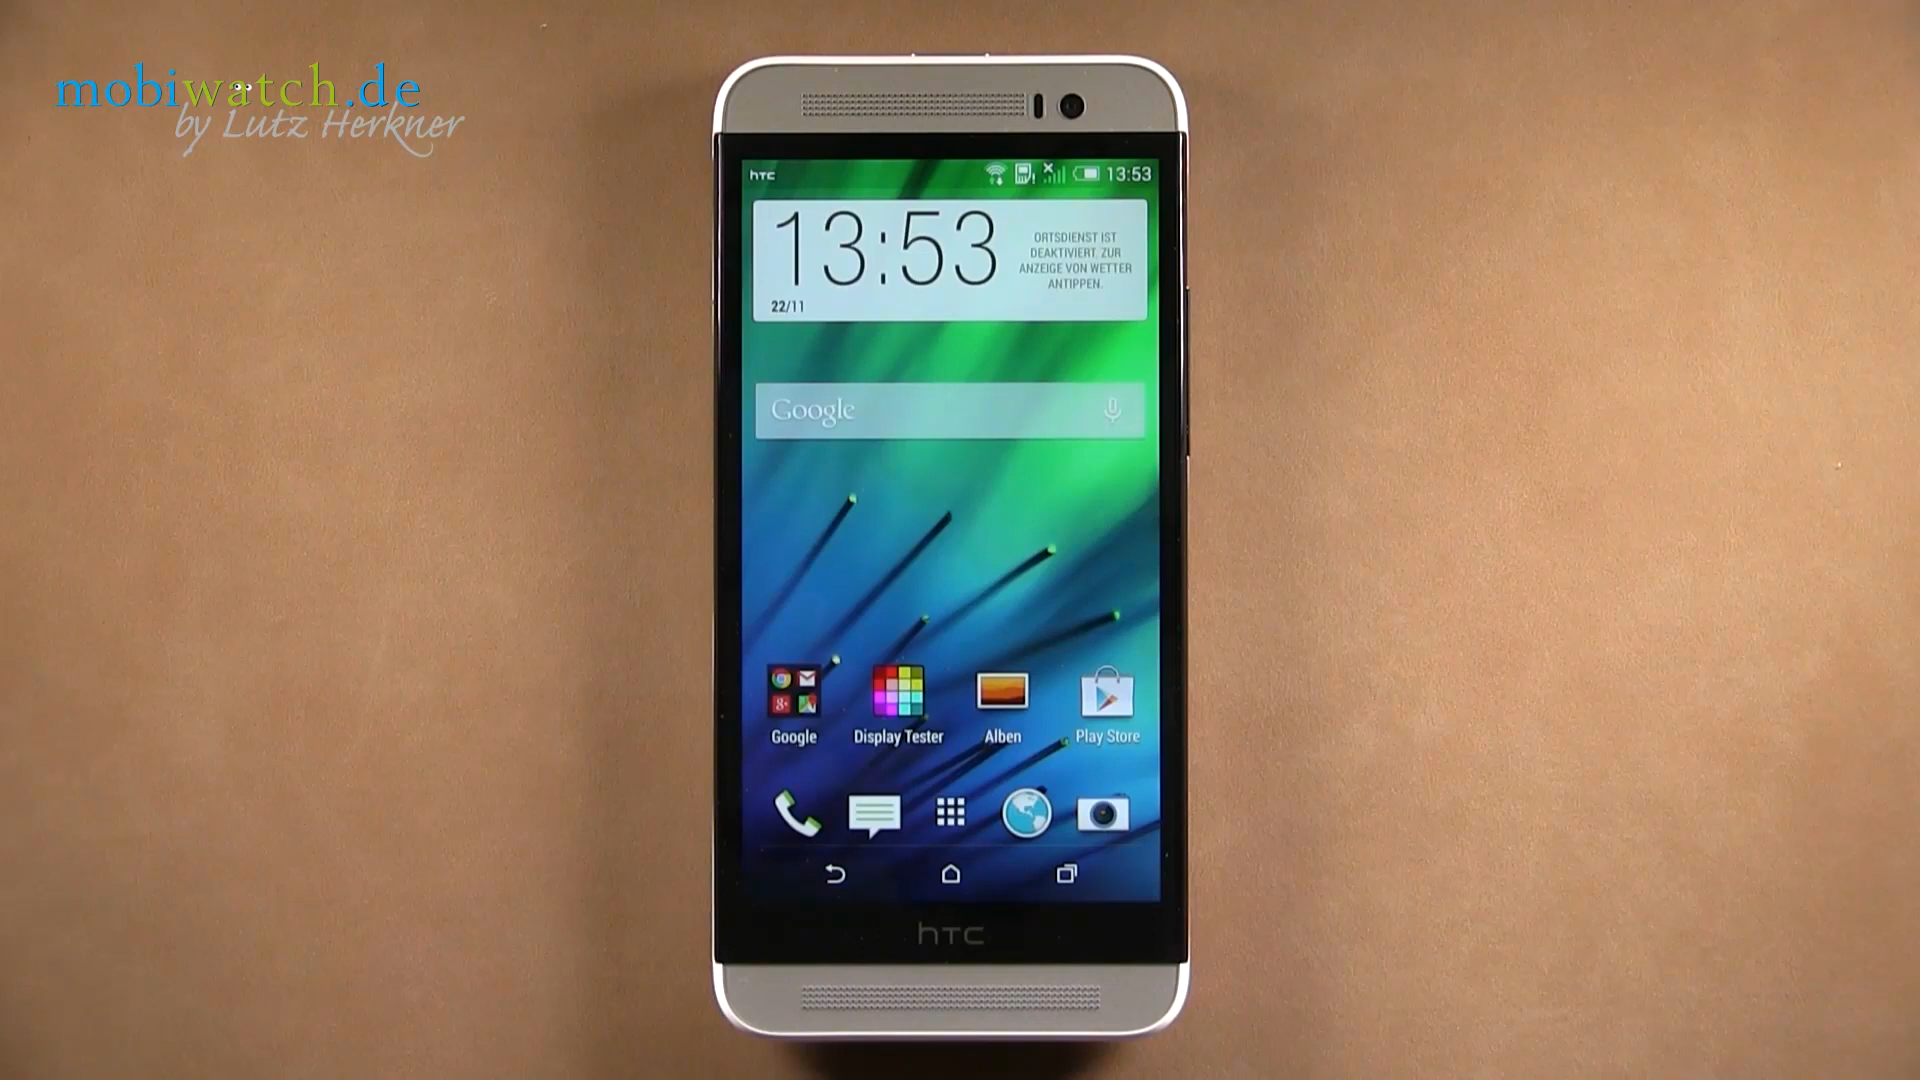 mobiwatch.de
by Lutz Herkner
hTC
13:53
13:53
ORTSDIENST IST
DEAKTIVIERT. ZUR
ANZEIGE VON WETTER
ANTIPPEN.
22/11
Google
Google
Display Tester
Alben
Play Store
hTC